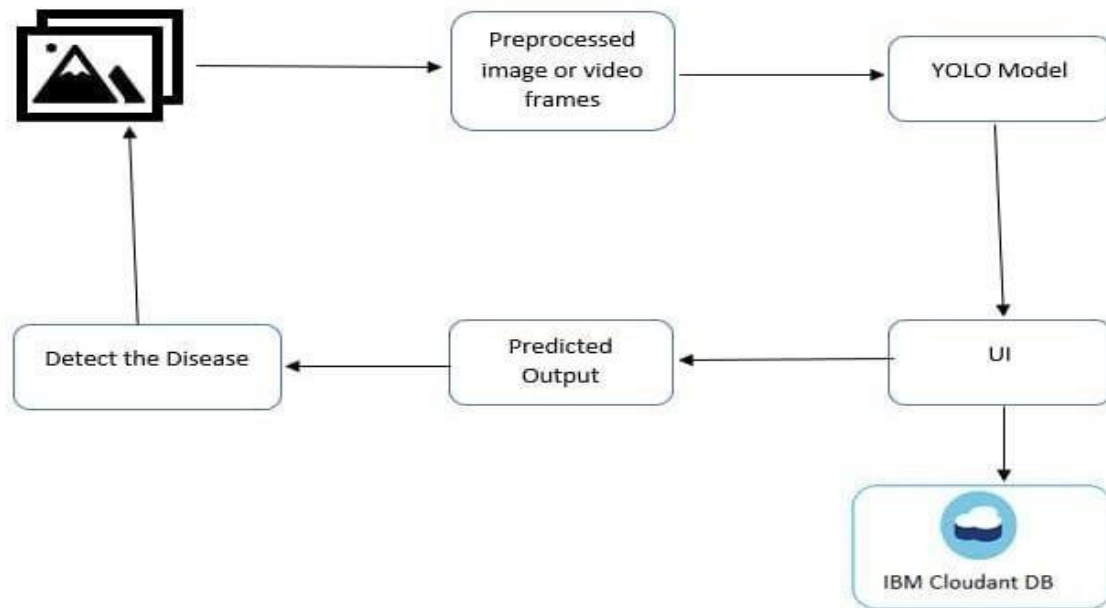 Preprocessed
image or video
frames
YOLO Model
Detect the Disease
Predicted
Output
UI
IBM Cloudant DB